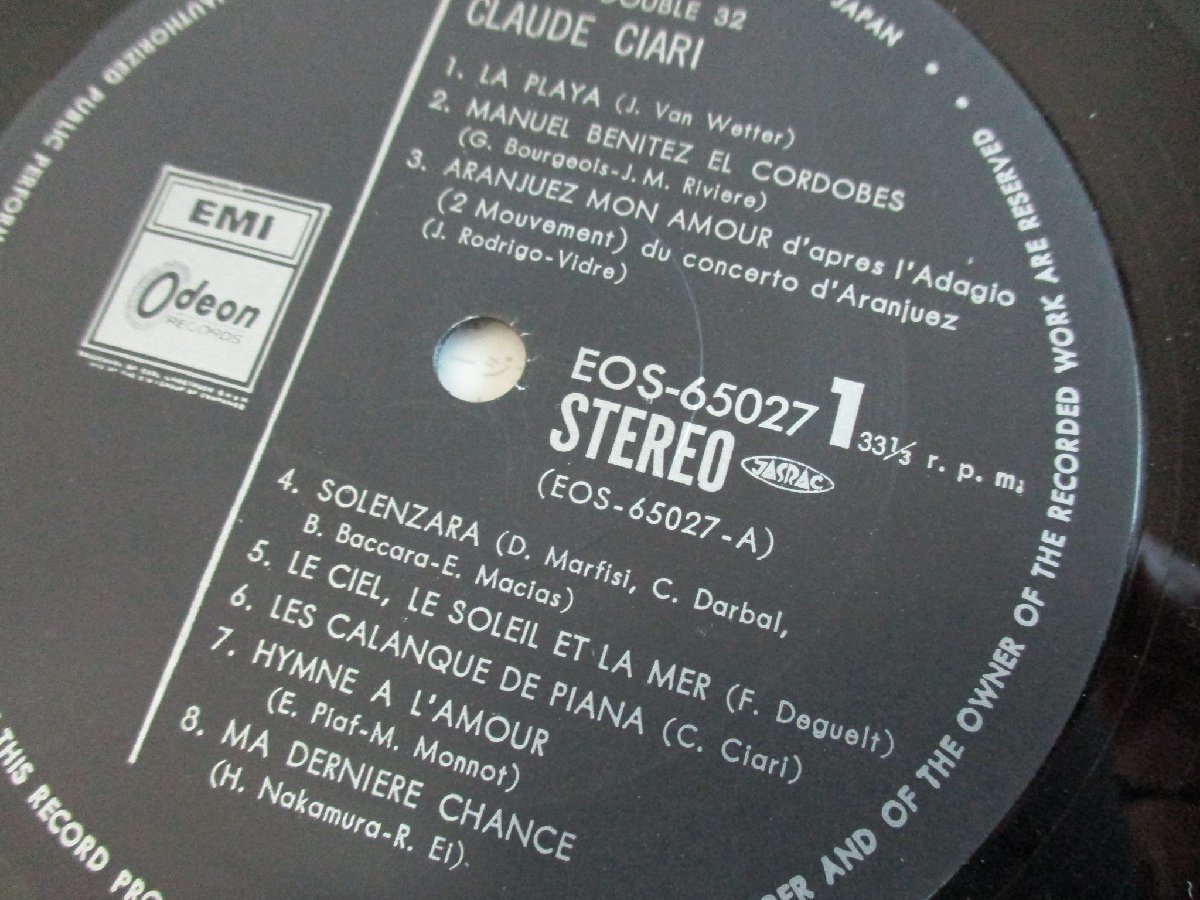 DOUBLE 32
CLAUDE CIARI
1. LA PLAYA (J. Van Wetter)
2. MANUEL BENITEZ EL CORDOBES
(G. Bourgeois-J. M. Riviere)
3. ARANJUEZ MON AMOUR d'apres l'Adagio
(2 Mouvement) du concerto d'Aranjuez
(J. Rodrigo-Vidre)
EMI
Odeon
RECORDS
EOS-65027 1
STEREO JASRAC 33⅓ r. p. m.
(EOS-65027-A)
4. SOLENZARA (D. Marfisi, C. Darbal,
B. Baccara-E. Macias)
5. LE CIEL, LE SOLEIL ET LA MER (F. Deguelt)
6. LES CALANQUE DE PIANA (C. Ciari)
7. HYMNE A L'AMOUR
(E. Piaf-M. Monnot)
8. MA DERNIERE CHANCE
(H. Nakamura-R. Ei)
JAPAN
AND OF THE OWNER OF THE RECORDED WORK ARE RESERVED
AUTHORIZED PUBLIC
THIS RECORD